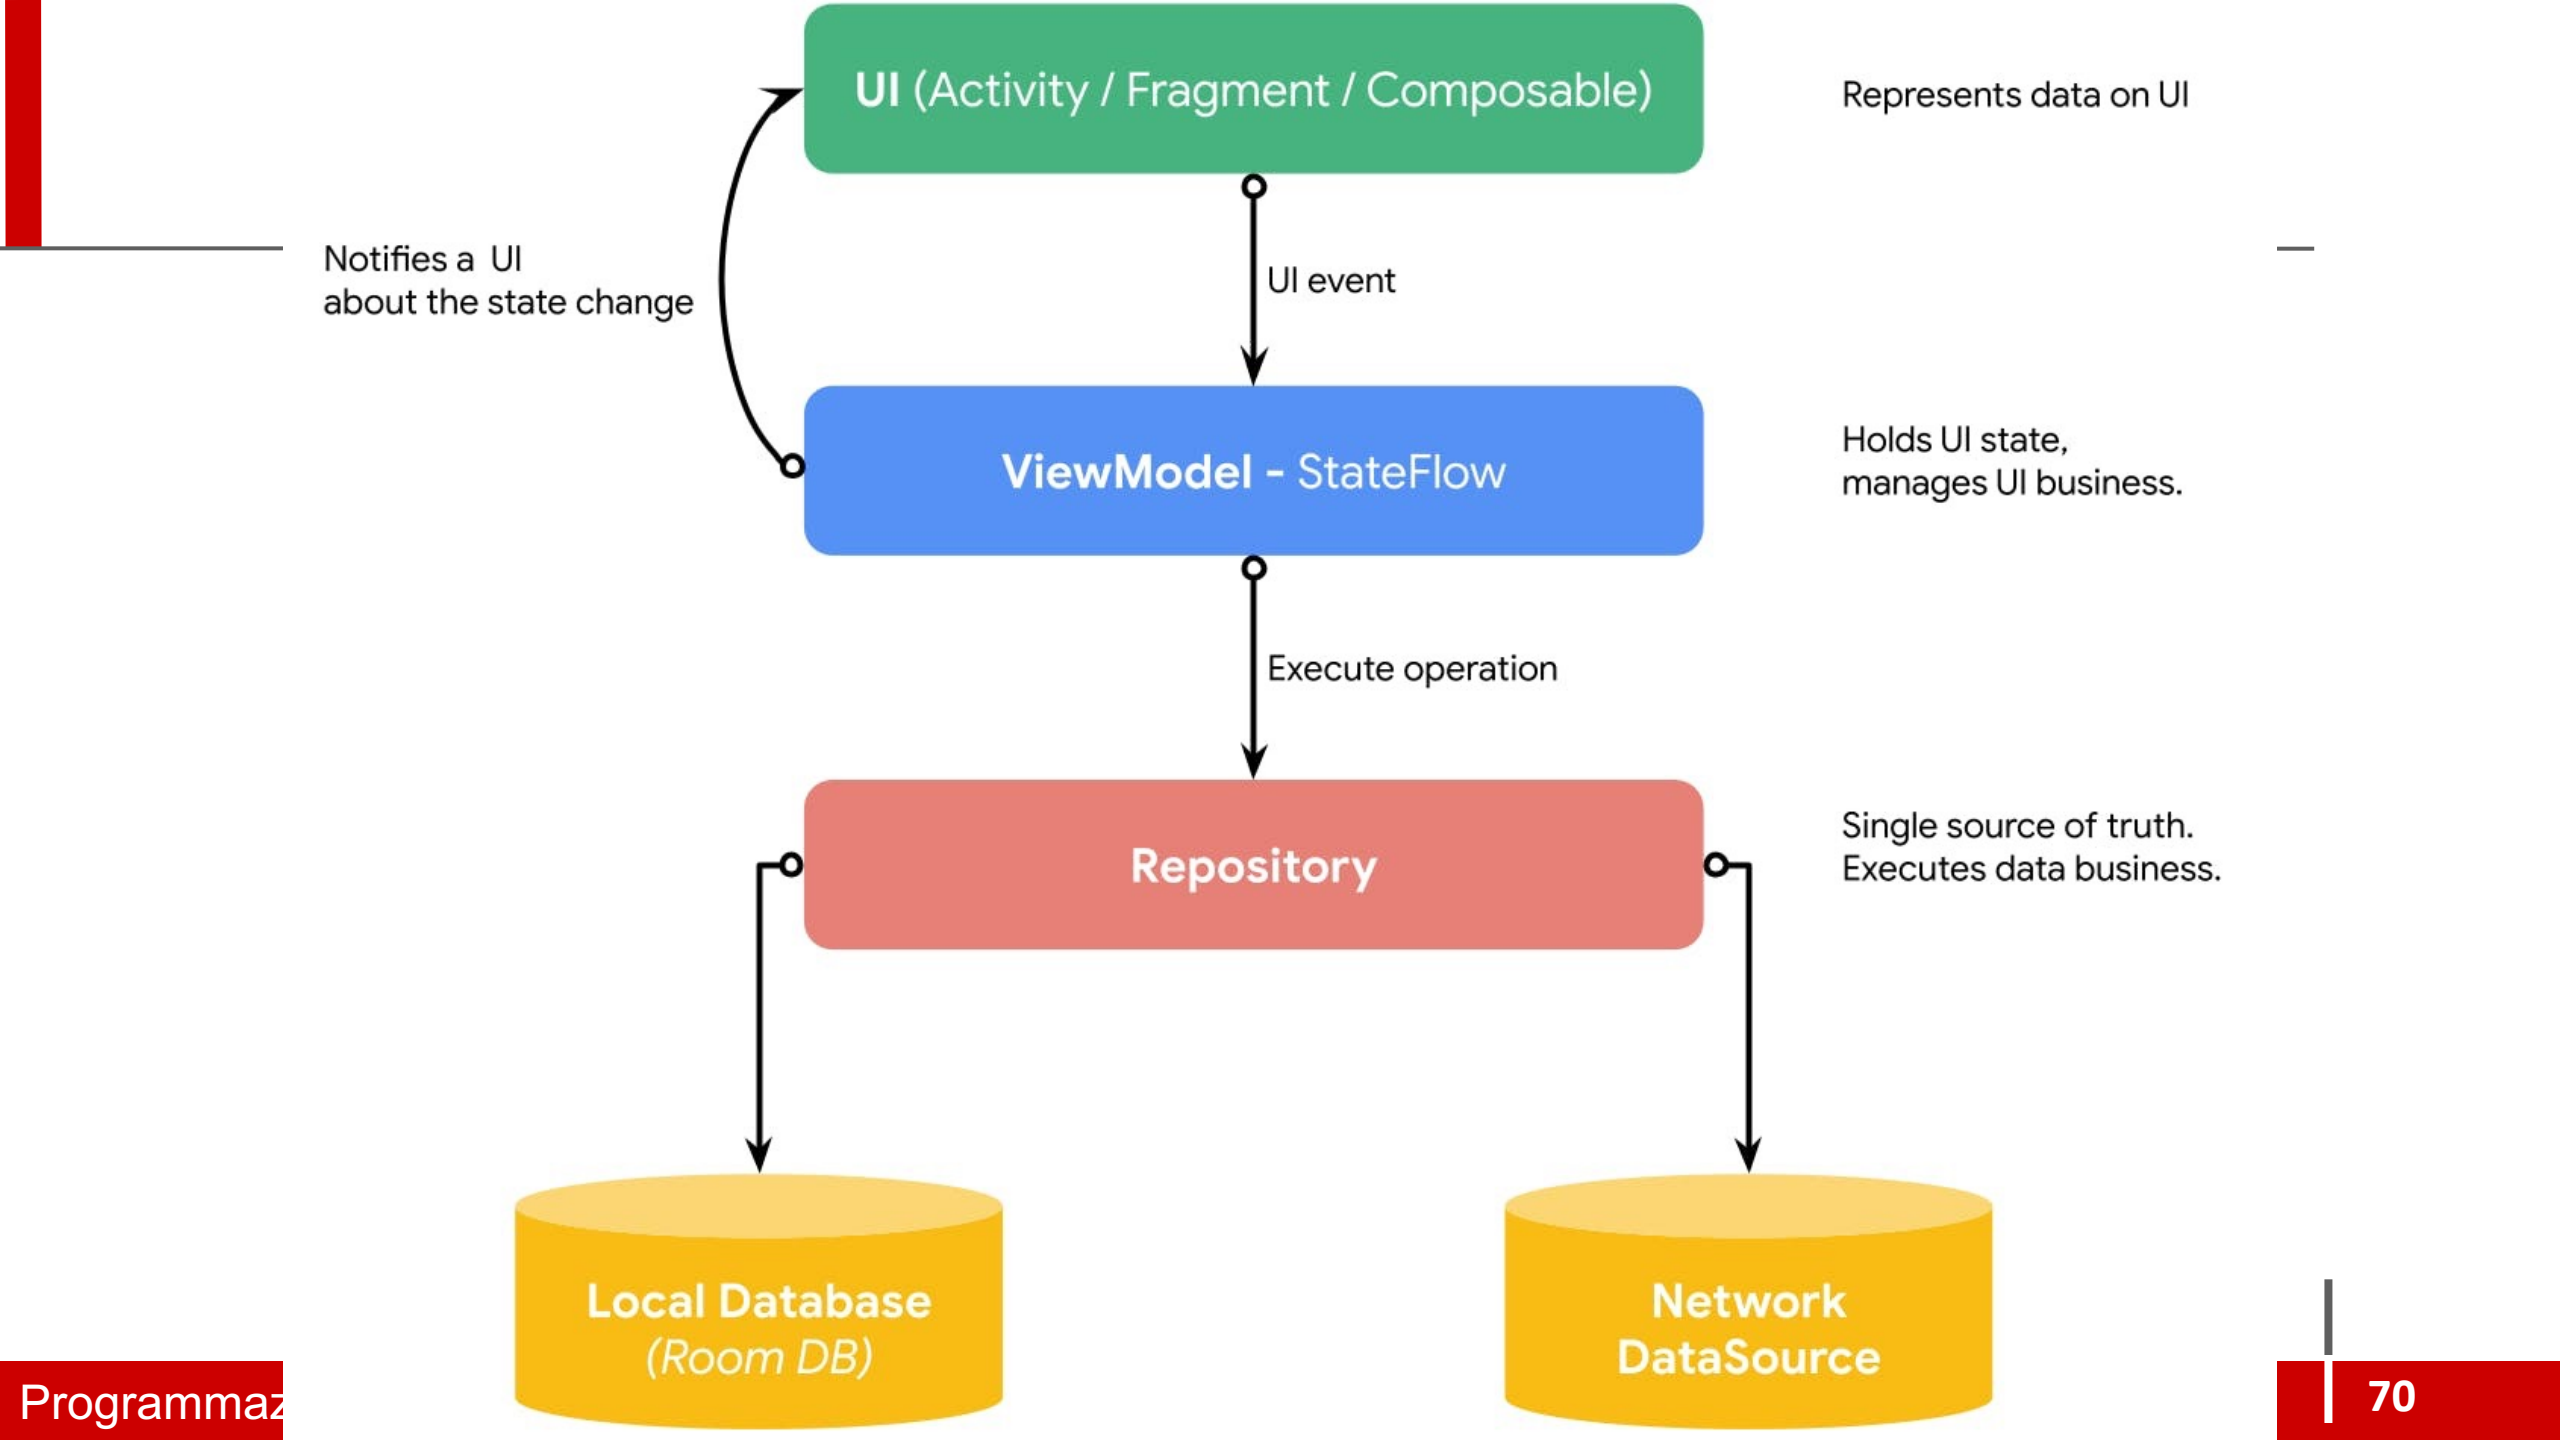 UI (Activity / Fragment / Composable)
Represents data on UI
Notifies a UI
about the state change
UI event
ViewModel - StateFlow
Holds UI state,
manages UI business.
Execute operation
Repository
Single source of truth.
Executes data business.
Local Database
(Room DB)
Network
DataSource
Programmaz
70